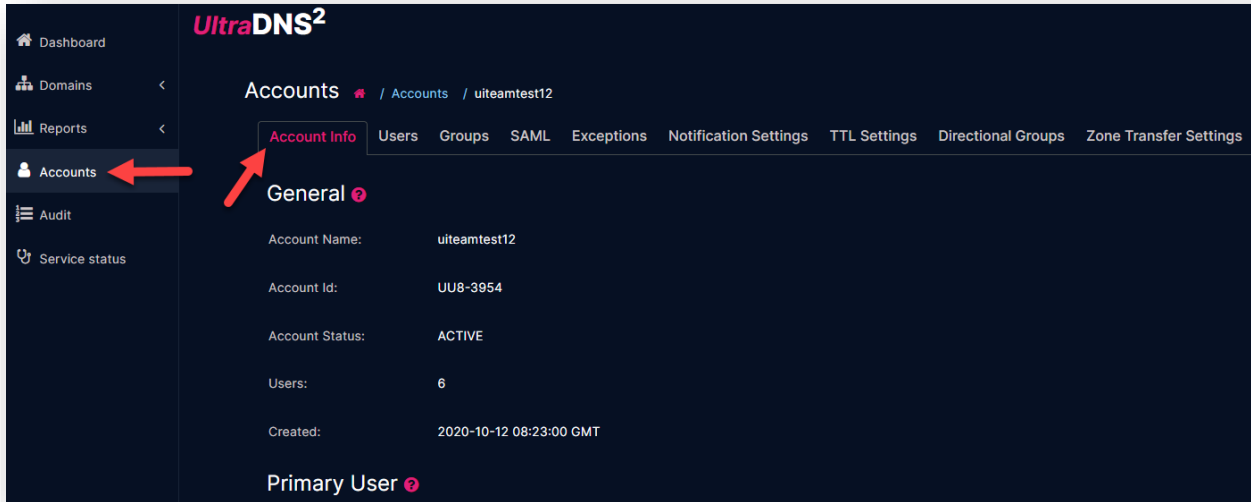 UltraDNS2
Dashboard
Domains
Reports
Accounts
Audit
Service status
Accounts / Accounts / uiteamtest12
Account Info Users Groups SAML Exceptions Notification Settings TTL Settings Directional Groups Zone Transfer Settings
General ?
Account Name: uiteamtest12
Account Id: UU8-3954
Account Status: ACTIVE
Users: 6
Created: 2020-10-12 08:23:00 GMT
Primary User ?